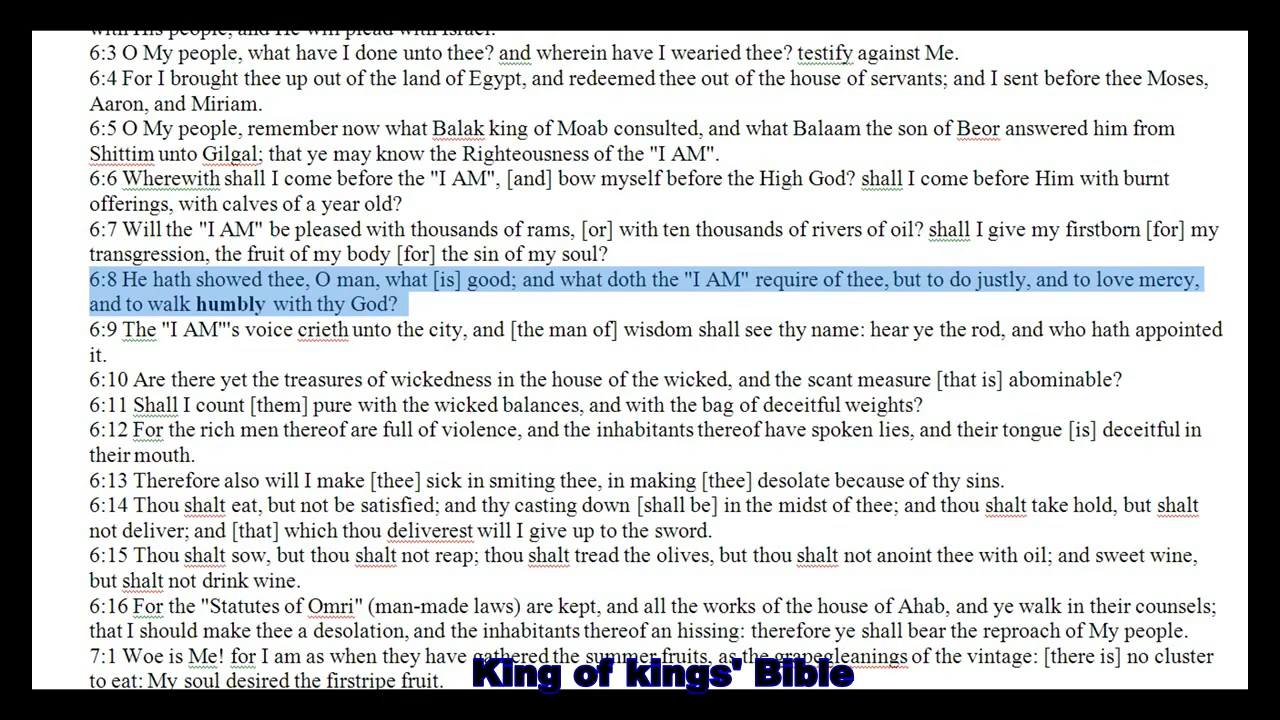 with His people, and He will plead with Israel.
6:3 O My people, what have I done unto thee? and wherein have I wearied thee? testify against Me.
6:4 For I brought thee up out of the land of Egypt, and redeemed thee out of the house of servants; and I sent before thee Moses,
Aaron, and Miriam.
6:5 O My people, remember now what Balak king of Moab consulted, and what Balaam the son of Beor answered him from
Shittim unto Gilgal; that ye may know the Righteousness of the "I AM".
6:6 Wherewith shall I come before the "I AM", [and] bow myself before the High God? shall I come before Him with burnt
offerings, with calves of a year old?
6:7 Will the "I AM" be pleased with thousands of rams, [or] with ten thousands of rivers of oil? shall I give my firstborn [for] my
transgression, the fruit of my body [for] the sin of my soul?
6:8 He hath showed thee, O man, what [is] good; and what doth the "I AM" require of thee, but to do justly, and to love mercy,
and to walk humbly with thy God?
6:9 The "I AM"'s voice crieth unto the city, and [the man of] wisdom shall see thy name: hear ye the rod, and who hath appointed
it.
6:10 Are there yet the treasures of wickedness in the house of the wicked, and the scant measure [that is] abominable?
6:11 Shall I count [them] pure with the wicked balances, and with the bag of deceitful weights?
6:12 For the rich men thereof are full of violence, and the inhabitants thereof have spoken lies, and their tongue [is] deceitful in
their mouth.
6:13 Therefore also will I make [thee] sick in smiting thee, in making [thee] desolate because of thy sins.
6:14 Thou shalt eat, but not be satisfied; and thy casting down [shall be] in the midst of thee; and thou shalt take hold, but shalt
not deliver; and [that] which thou deliverest will I give up to the sword.
6:15 Thou shalt sow, but thou shalt not reap; thou shalt tread the olives, but thou shalt not anoint thee with oil; and sweet wine,
but shalt not drink wine.
6:16 For the "Statutes of Omri" (man-made laws) are kept, and all the works of the house of Ahab, and ye walk in their counsels;
that I should make thee a desolation, and the inhabitants thereof an hissing: therefore ye shall bear the reproach of My people.
7:1 Woe is Me! for I am as when they have gathered the summer fruits, as the grapegleanings of the vintage: [there is] no cluster
to eat: My soul desired the firstripe fruit.
King of kings' Bible